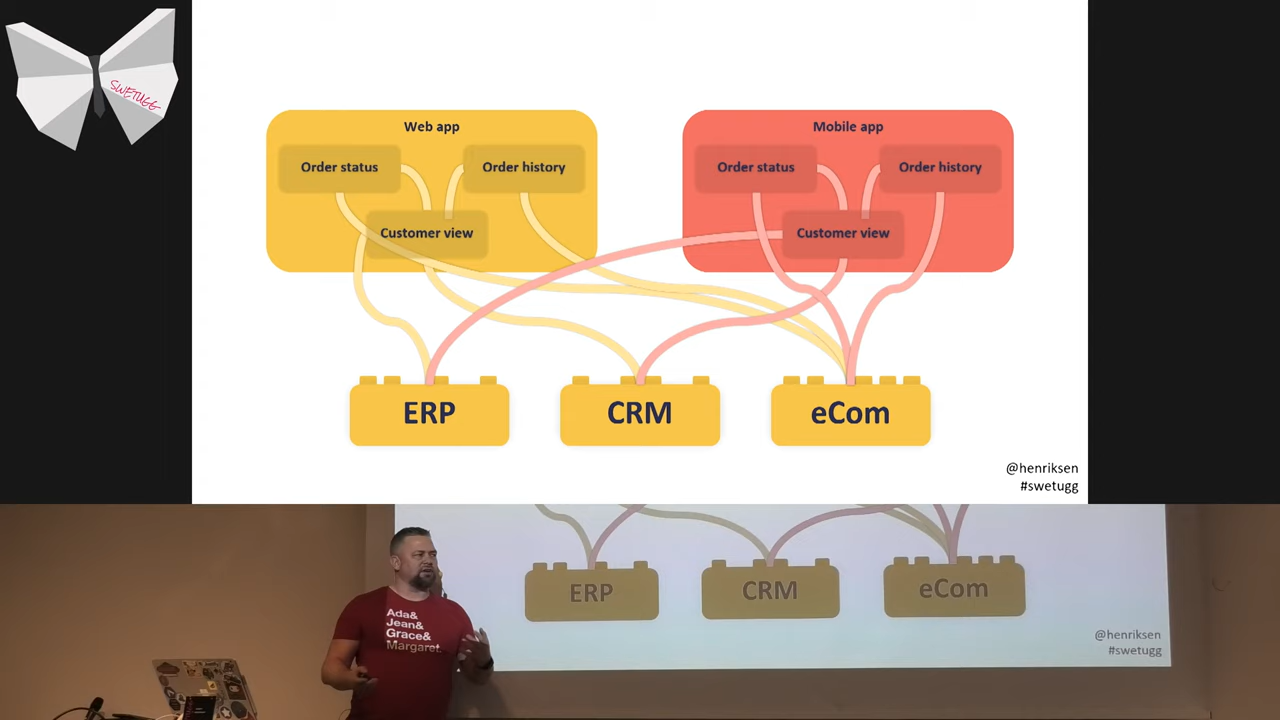 SWETUGG
Web app
Order status
Order history
Customer view
Mobile app
Order status
Order history
Customer view
ERP
CRM
eCom
@henriksen
#swetugg
Ada&
Jean&
Grace&
Margaret.
ERP
CRM
eCom
@henriksen
#swetugg